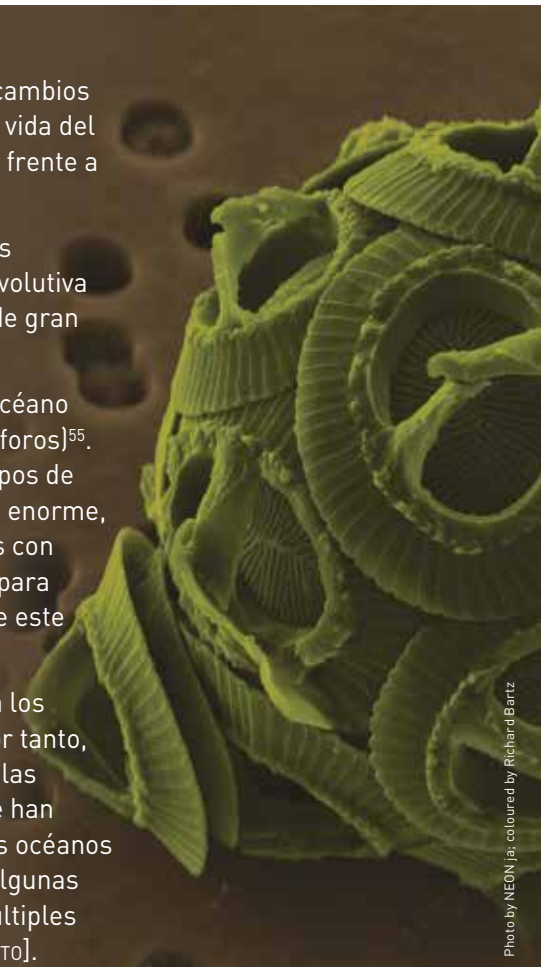 cambios
vida del
frente a
s
volutiva
de gran
céano
foros)⁵⁵.
pos de
enorme,
s con
para
e este
a los
or tanto,
las
e han
s océanos
lgunas
ltiples
TO].
Photo by NEON ja; coloured by Richard Bartz